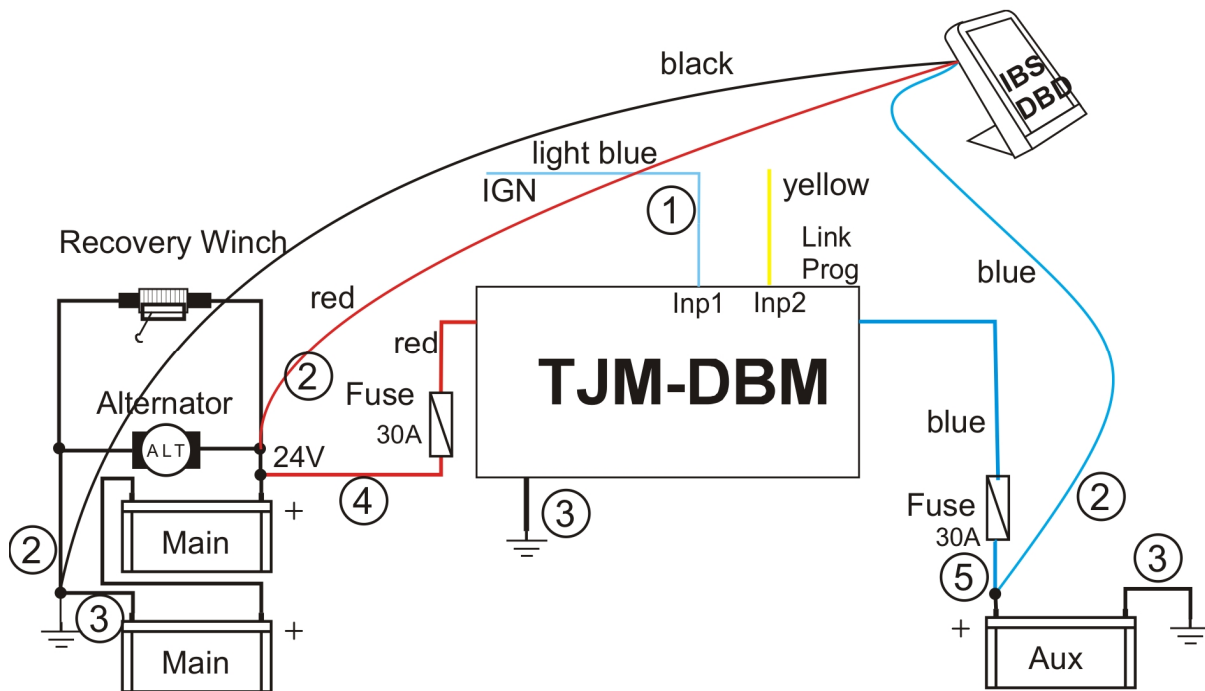 black
IBS
DBD
light blue
IGN
1
yellow
Recovery Winch
Link
Prog
blue
red
Inp1
Inp2
red
TJM-DBM
2
Alternator
Fuse
30A
ALT
24V
blue
4
2
+
3
Fuse
30A
Main
2
5
3
3
+
+
Main
Aux